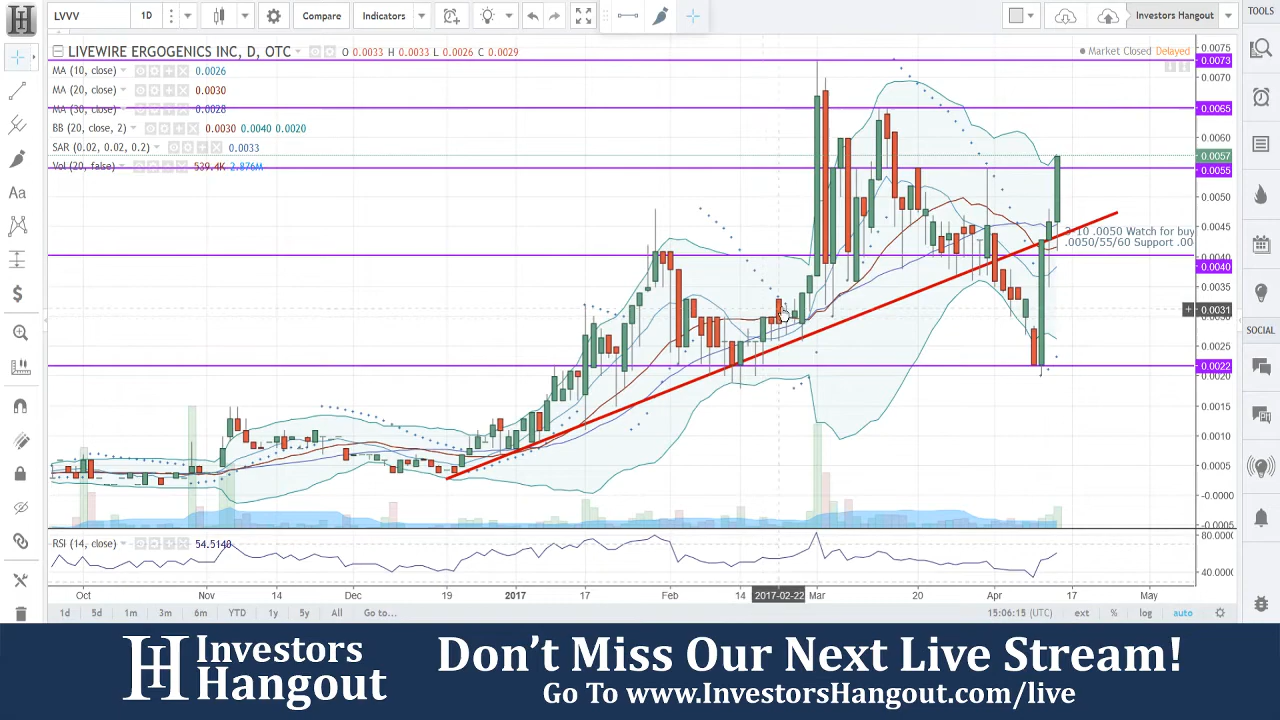 LVVV
1D
Compare
Indicators
Investors Hangout
TOOLS
LIVEWIRE ERGOGENICS INC, D, OTC
O 0.0033 H 0.0033 L 0.0026 C 0.0029
Market Closed Delayed
MA (10, close) 0.0026
MA (20, close) 0.0030
MA (30, close) 0.0028
BB (20, close, 2) 0.0030 0.0040 0.0020
SAR (0.02, 0.02, 0.2) 0.0033
Vol (20, false) 539.4K 2.876M
0.0075
0.0073
0.0070
0.0065
0.0060
0.0057
0.0055
0.0050
0.0045
0.0040
0.0040
0.0035
0.0031
0.0025
0.0022
0.0020
0.0015
0.0010
0.0005
-0.0000
-0.0005
.0050 Watch for buy
.0050/55/60 Support .00
SOCIAL
RSI (14, close) 54.5140
80.0000
40.0000
Oct Nov 14 Dec 19 2017 17 Feb 14 2017-02-22 Mar 20 Apr 17 May
1d 5d 1m 3m 6m YTD 1y 5y All Go to... 15:06:15 (UTC) ext % log auto
Aa
$
Investors
Hangout
Don't Miss Our Next Live Stream!
Go To www.InvestorsHangout.com/live